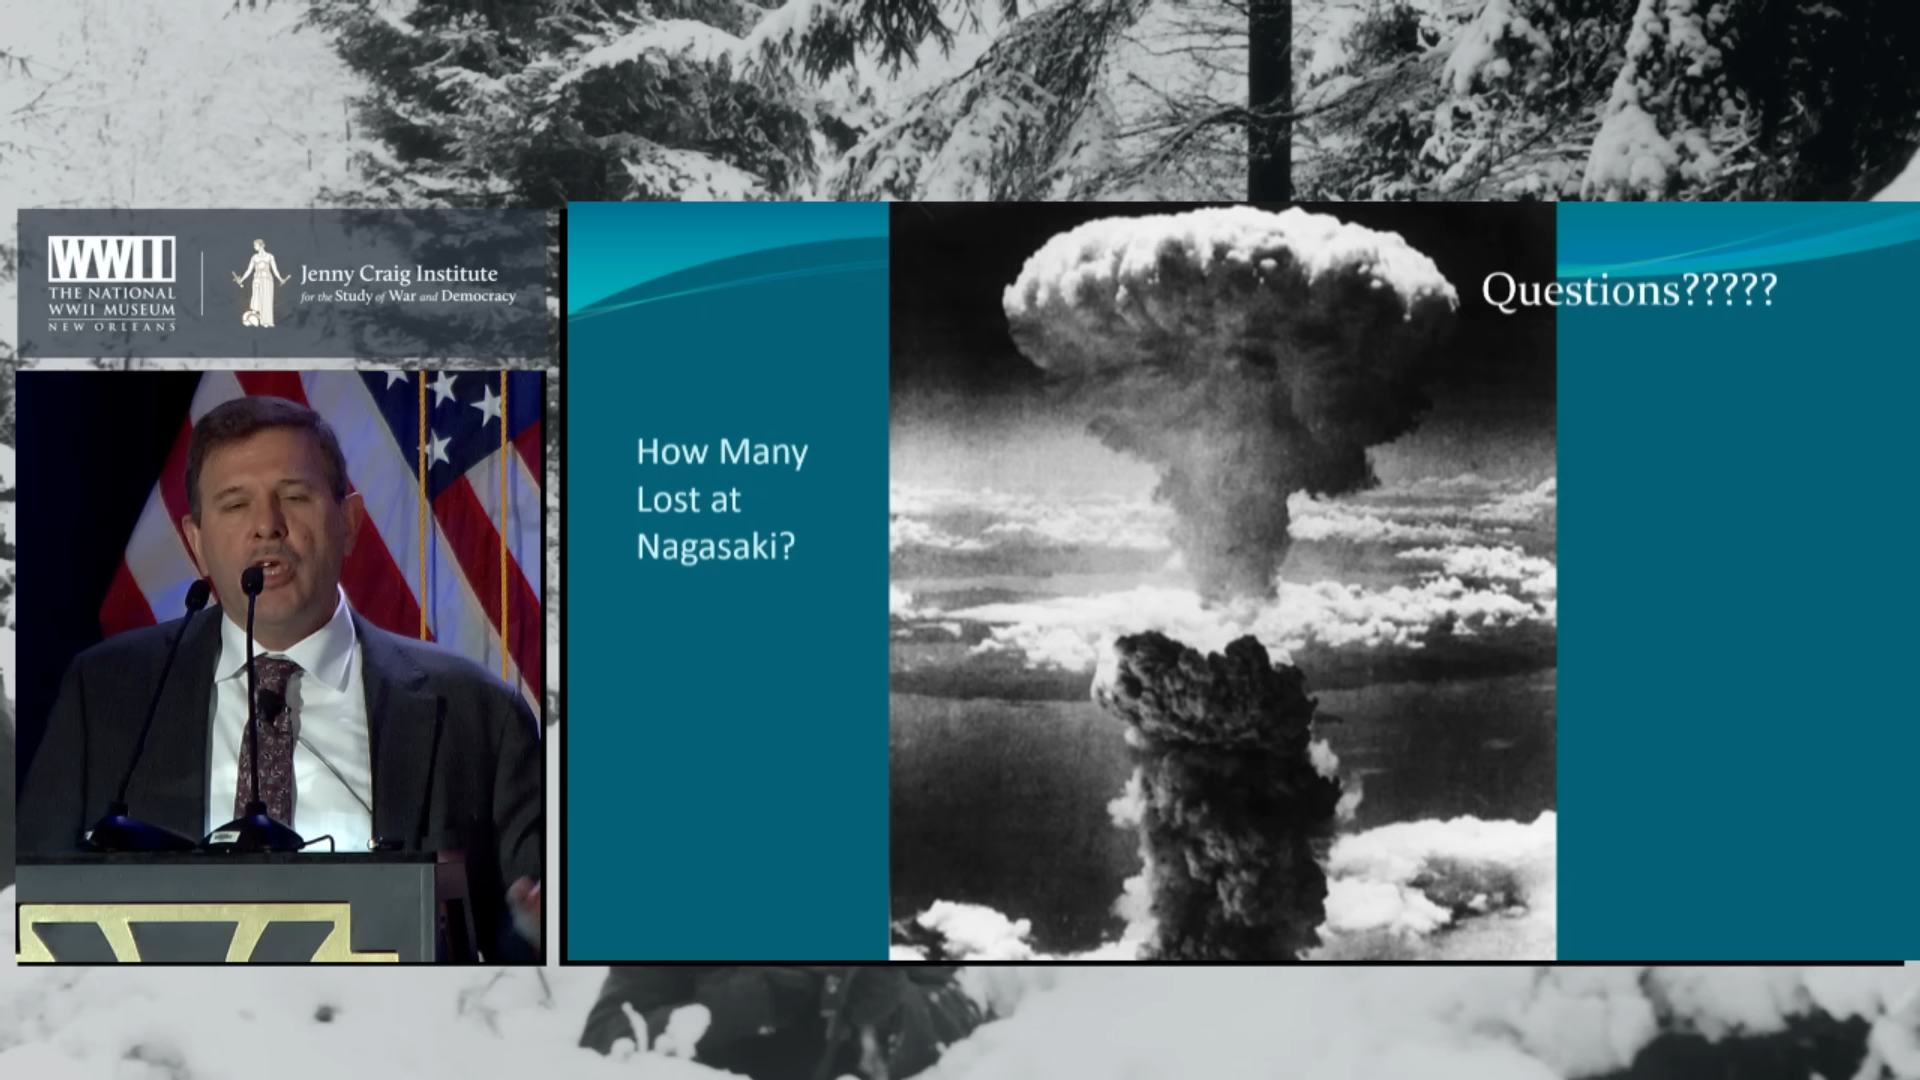 WWII
THE NATIONAL
WWII MUSEUM
NEW ORLEANS
Jenny Craig Institute
for the Study of War and Democracy
Questions?????
How Many
Lost at
Nagasaki?